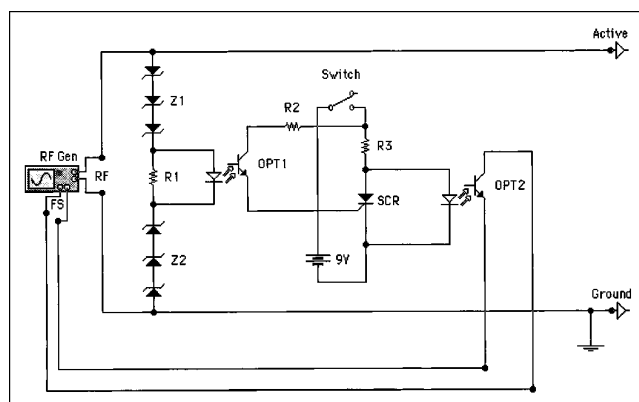 Active
Switch
Z1
R2
RF Gen
R3
OPT1
RF
R1
OPT2
FS
SCR
Z2
9V
Ground